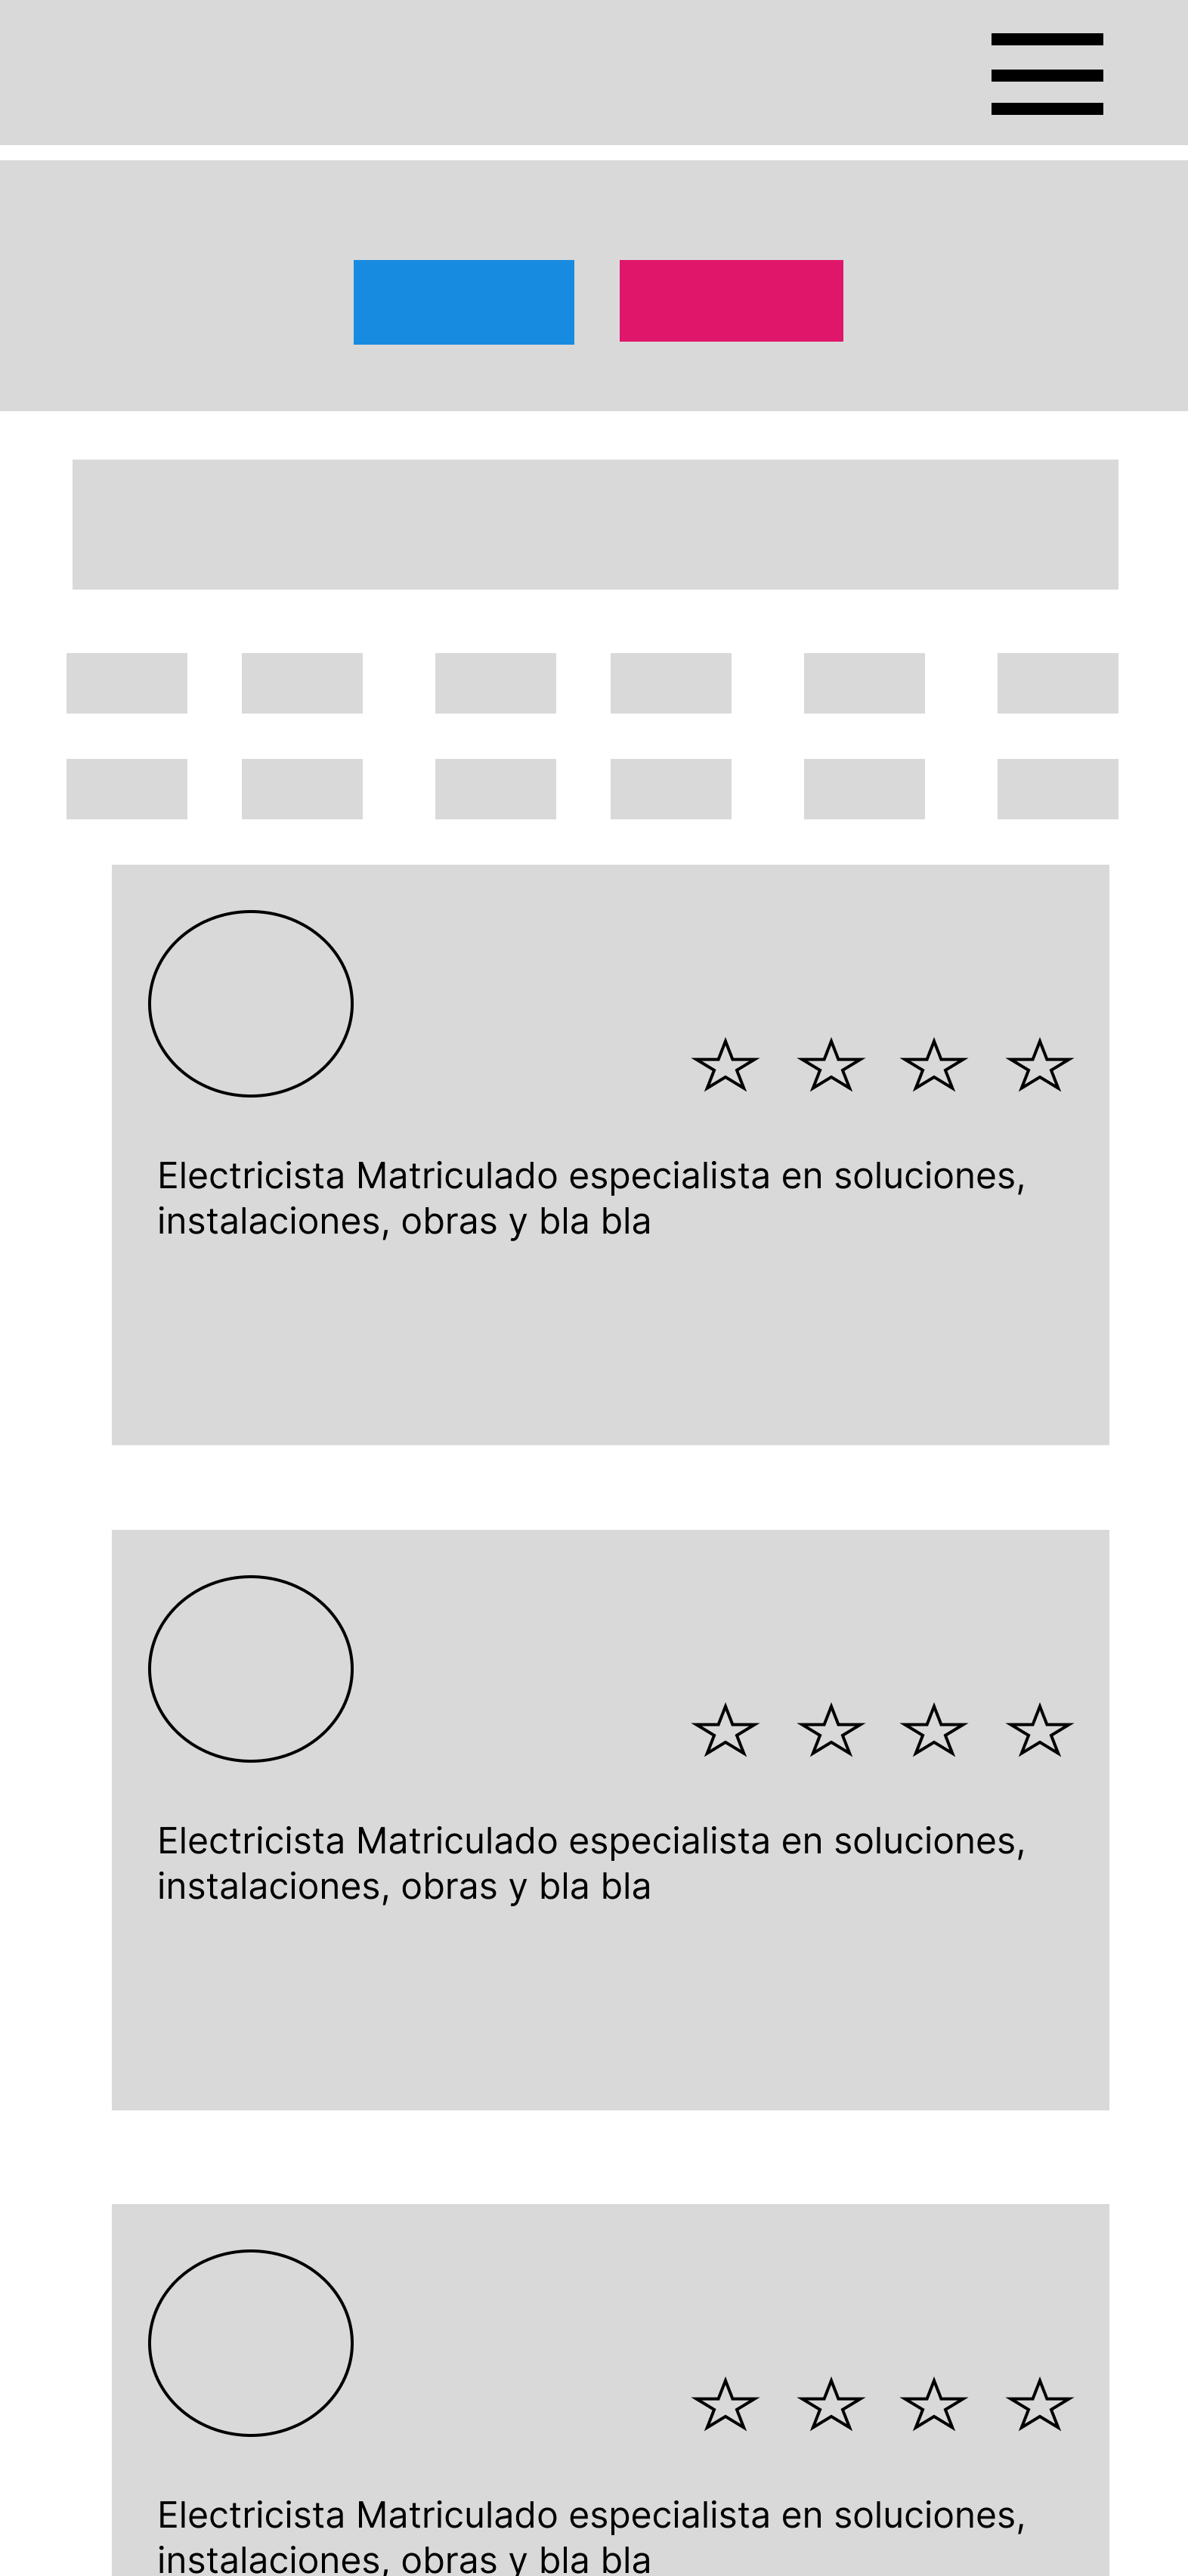 Electricista Matriculado especialista en soluciones,
instalaciones, obras y bla bla
Electricista Matriculado especialista en soluciones,
instalaciones, obras y bla bla
Electricista Matriculado especialista en soluciones,
instalaciones, obras y bla bla